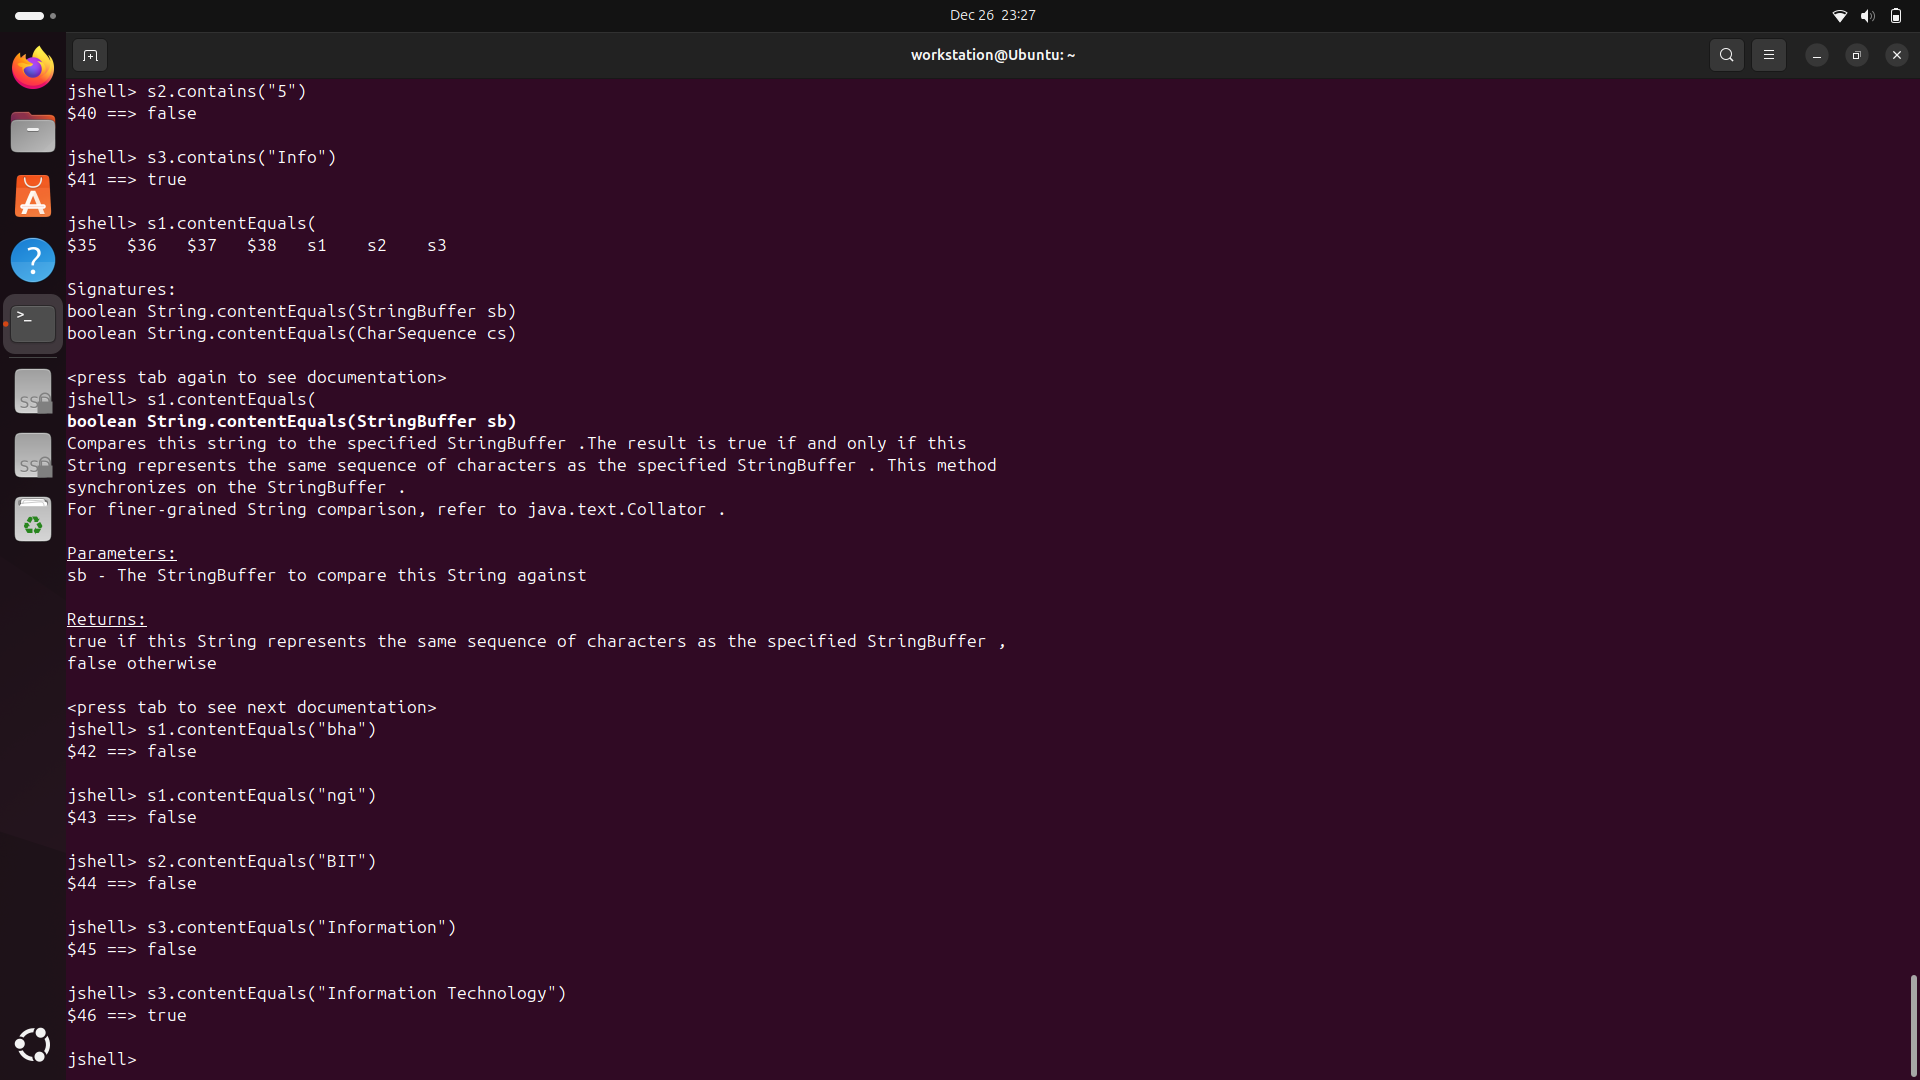 Dec 26 23:27
workstation@Ubuntu: ~
jshell> s2.contains("5")
$40 ==> false
jshell> s3.contains("Info")
$41 ==> true
jshell> s1.contentEquals(
$35 $36 $37 $38 s1 s2 s3
Signatures:
boolean String.contentEquals(StringBuffer sb)
boolean String.contentEquals(CharSequence cs)
<press tab again to see documentation>
jshell> s1.contentEquals(
boolean String.contentEquals(StringBuffer sb)
Compares this string to the specified StringBuffer .The result is true if and only if this
String represents the same sequence of characters as the specified StringBuffer . This method
synchronizes on the StringBuffer .
For finer-grained String comparison, refer to java.text.Collator .
Parameters:
sb - The StringBuffer to compare this String against
Returns:
true if this String represents the same sequence of characters as the specified StringBuffer ,
false otherwise
<press tab to see next documentation>
jshell> s1.contentEquals("bha")
$42 ==> false
jshell> s1.contentEquals("ngi")
$43 ==> false
jshell> s2.contentEquals("BIT")
$44 ==> false
jshell> s3.contentEquals("Information")
$45 ==> false
jshell> s3.contentEquals("Information Technology")
$46 ==> true
jshell>